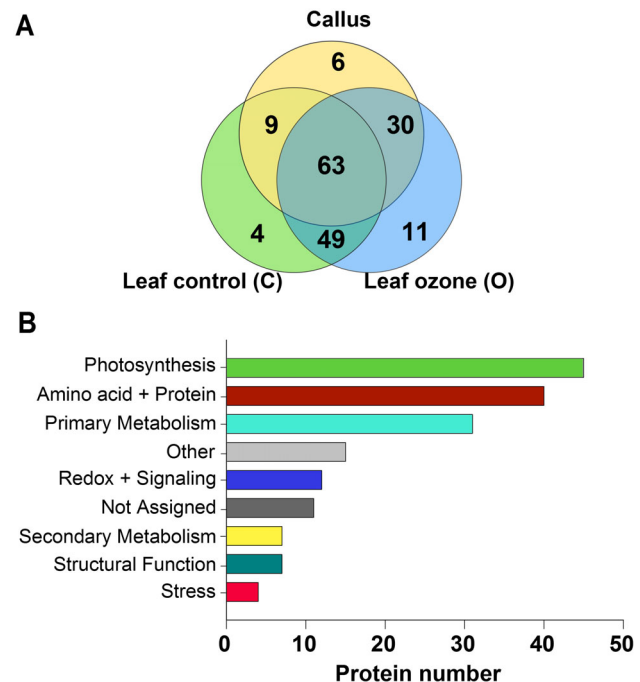 A
Callus
6
9
30
63
4
49
11
Leaf control (C)
Leaf ozone (O)
B
Photosynthesis
Amino acid + Protein
Primary Metabolism
Other
Redox + Signaling
Not Assigned
Secondary Metabolism
Structural Function
Stress
0 10 20 30 40 50
Protein number